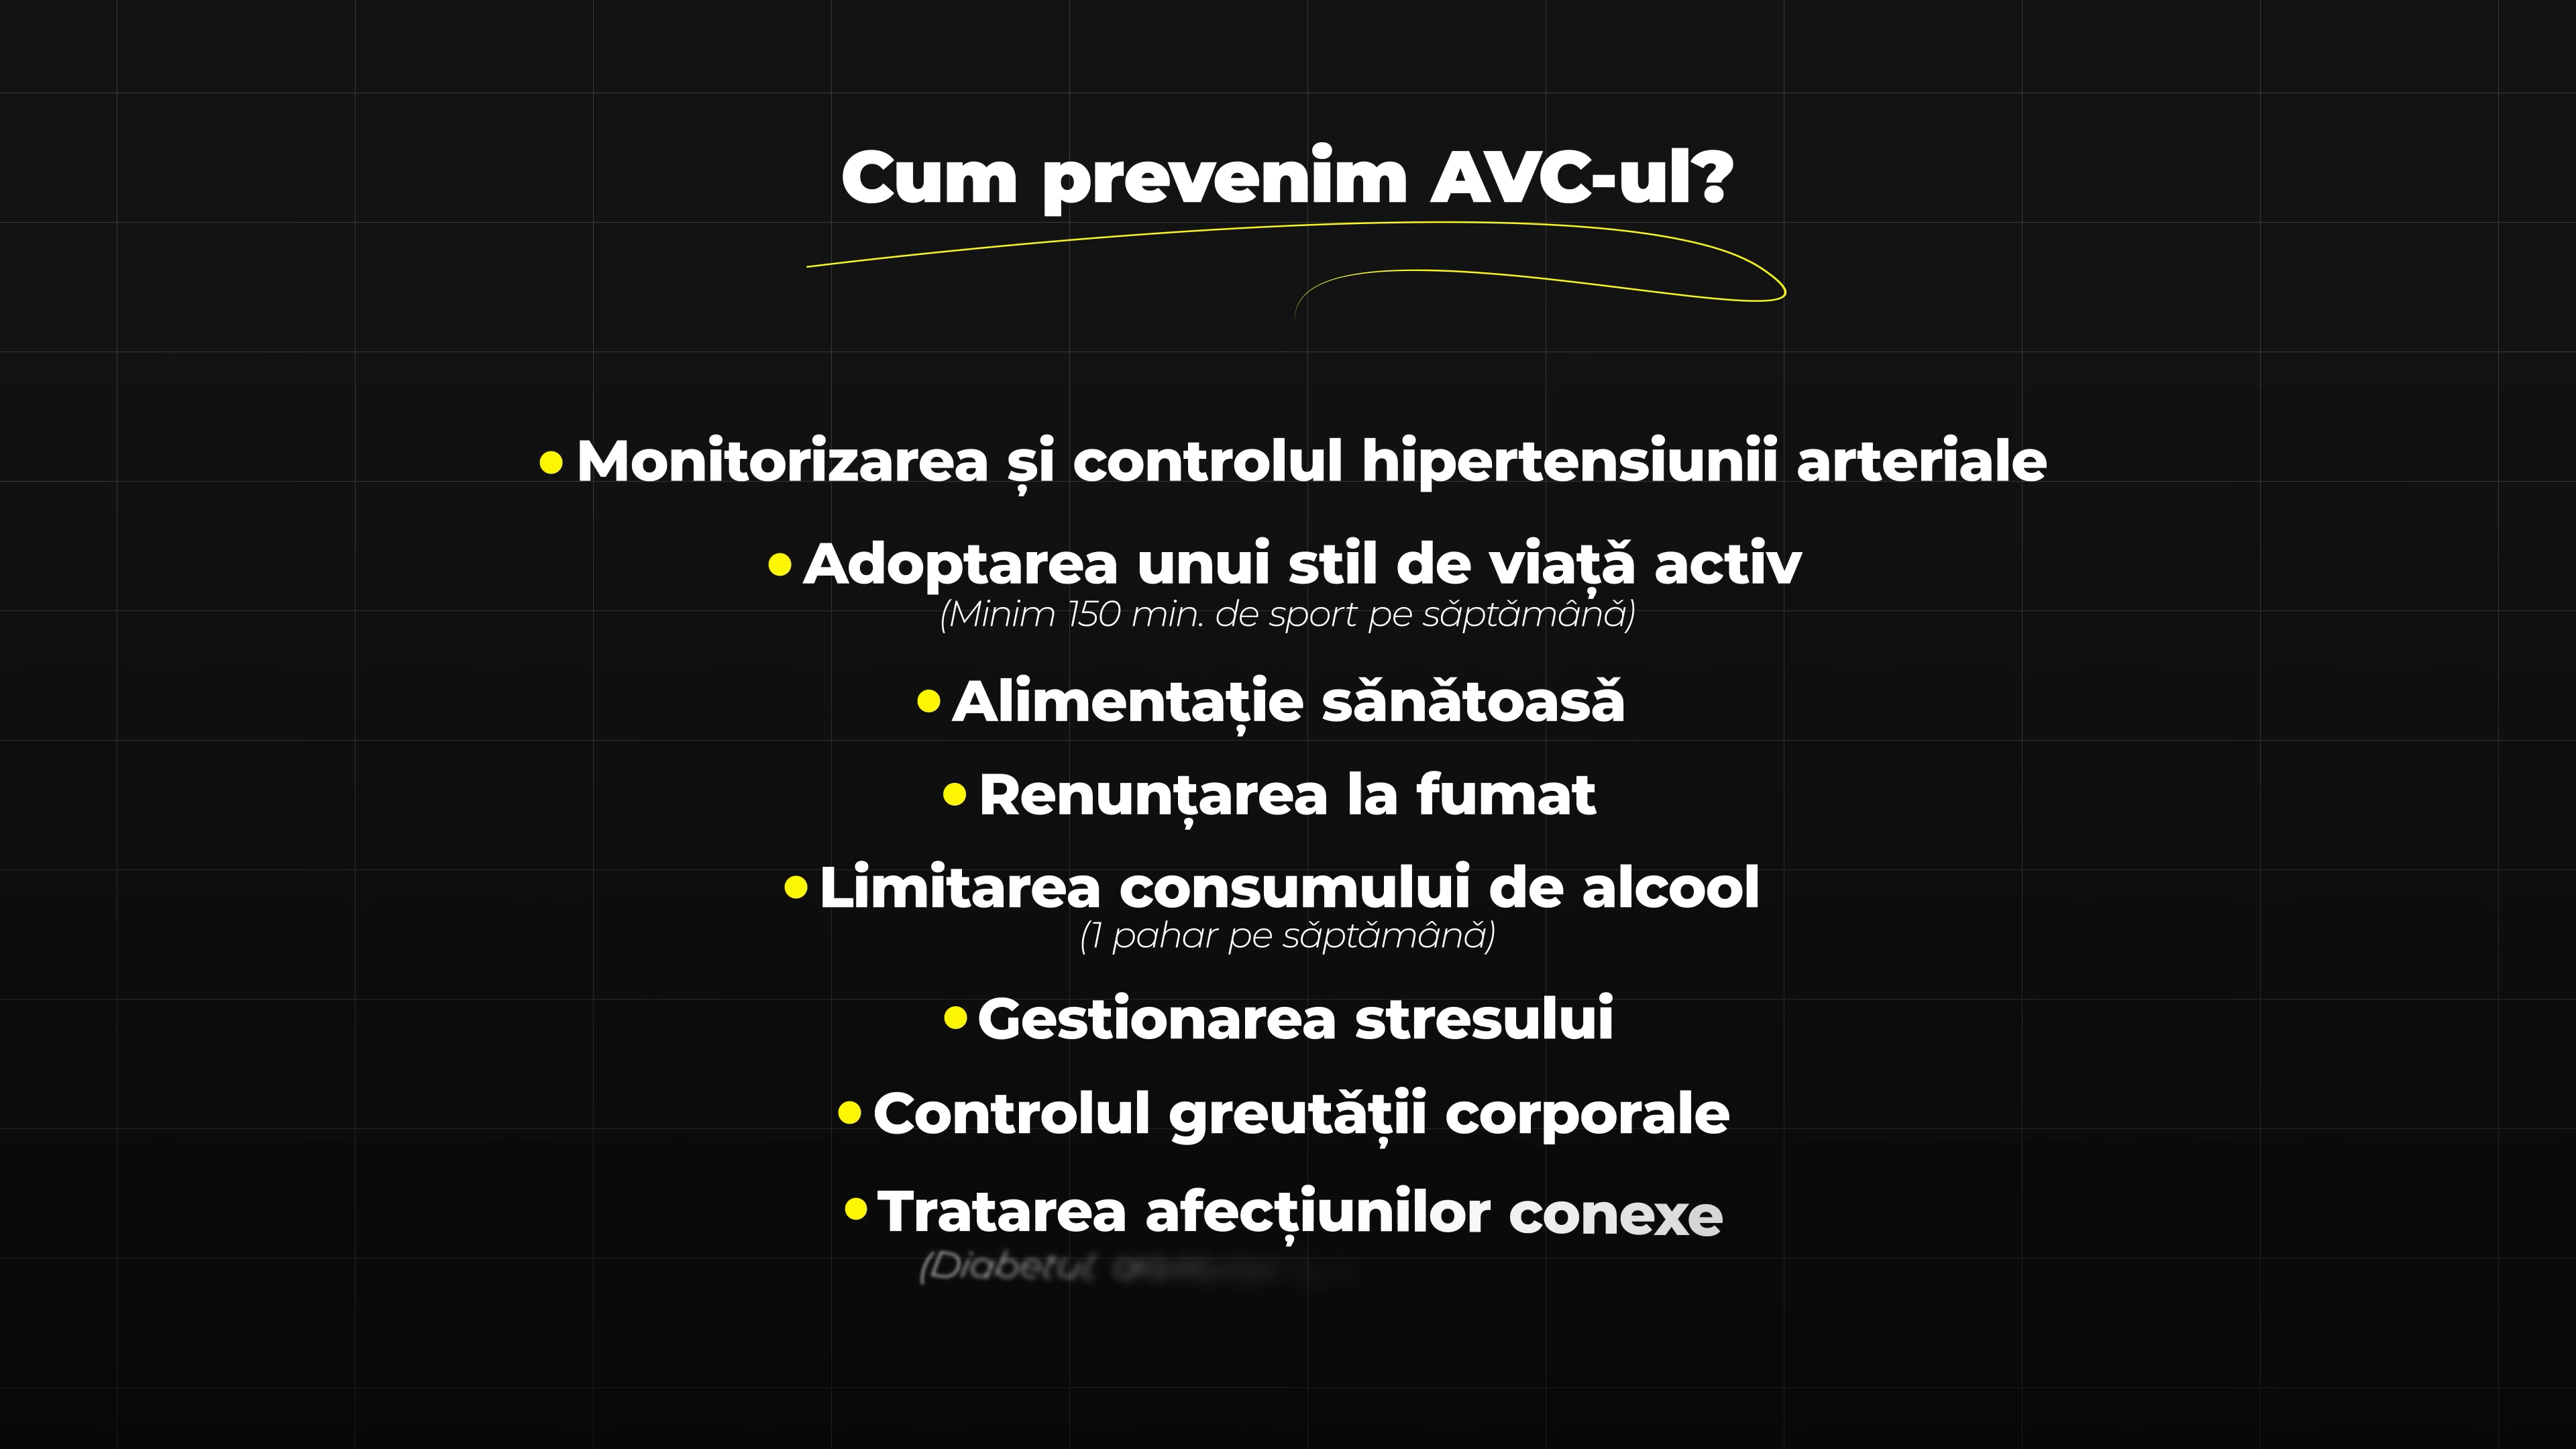 Cum prevenim AVC-ul?
• Monitorizarea și controlul hipertensiunii arteriale
• Adoptarea unui stil de viață activ
(Minim 150 min. de sport pe săptămână)
• Alimentație sănătoasă
• Renunțarea la fumat
• Limitarea consumului de alcool
(1 pahar pe săptămână)
• Gestionarea stresului
• Controlul greutății corporale
• Tratarea afecțiunilor conexe
(Diabetul